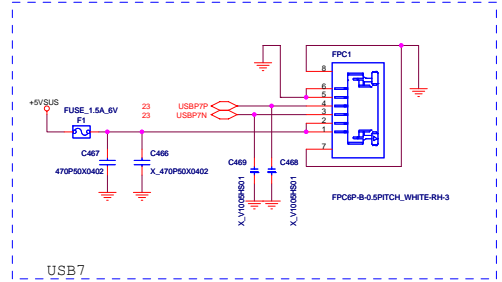 FPC1
8
+5VSUS
FUSE_1.5A_6V
F1
23 USBP7P
23 USBP7N
6
5
4
3
2
1
7
C467
470P50X0402
C466
X_470P50X0402
C469
X_V1005HS01
C468
X_V1005HS01
FPC6P-B-0.5PITCH_WHITE-RH-3
USB7